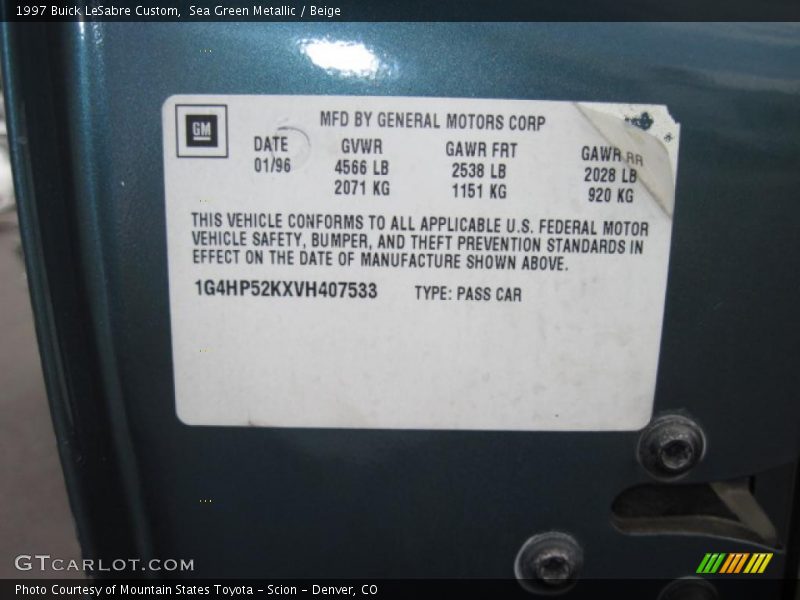 1997 Buick LeSabre Custom,  Sea Green Metallic / Beige
GM
MFD BY GENERAL MOTORS CORP
DATE GVWR GAWR FRT GAWR RR
01/96 4566 LB 2538 LB 2028 LB
2071 KG 1151 KG 920 KG
THIS VEHICLE CONFORMS TO ALL APPLICABLE U.S. FEDERAL MOTOR
VEHICLE SAFETY, BUMPER, AND THEFT PREVENTION STANDARDS IN
EFFECT ON THE DATE OF MANUFACTURE SHOWN ABOVE.
1G4HP52KXVH407533 TYPE: PASS CAR
GTCARLOT.COM
Photo Courtesy of Mountain States Toyota - Scion - Denver, CO